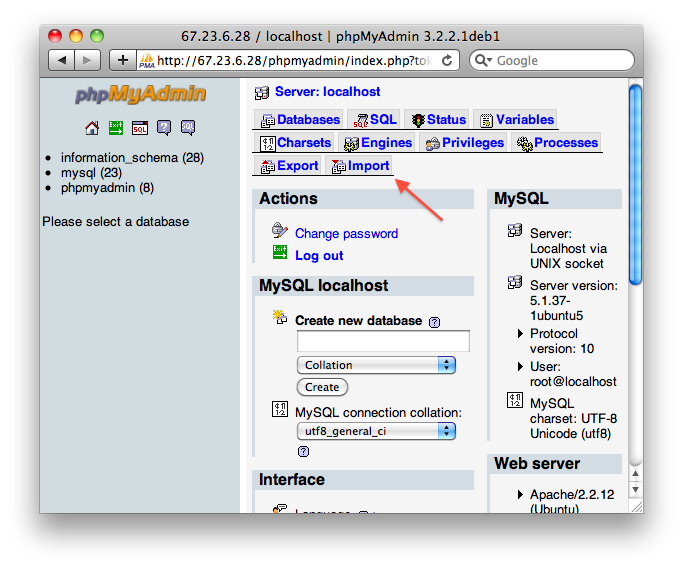 67.23.6.28 / localhost | phpMyAdmin 3.2.2.1deb1
PMA
http://67.23.6.28/phpmyadmin/index.php?tok
Google
phpMyAdmin
SQL
information_schema (28)
mysql (23)
phpmyadmin (8)
Please select a database
Server: localhost
Databases SQL Status Variables
Charsets Engines Privileges Processes
Export Import
Actions
Change password
Log out
MySQL localhost
Create new database
Collation
Create
MySQL connection collation:
utf8_general_ci
Interface
MySQL
Server:
Localhost via
UNIX socket
Server version:
5.1.37-
1ubuntu5
Protocol
version: 10
User:
root@localhost
MySQL
charset: UTF-8
Unicode (utf8)
Web server
Apache/2.2.12
(Ubuntu)